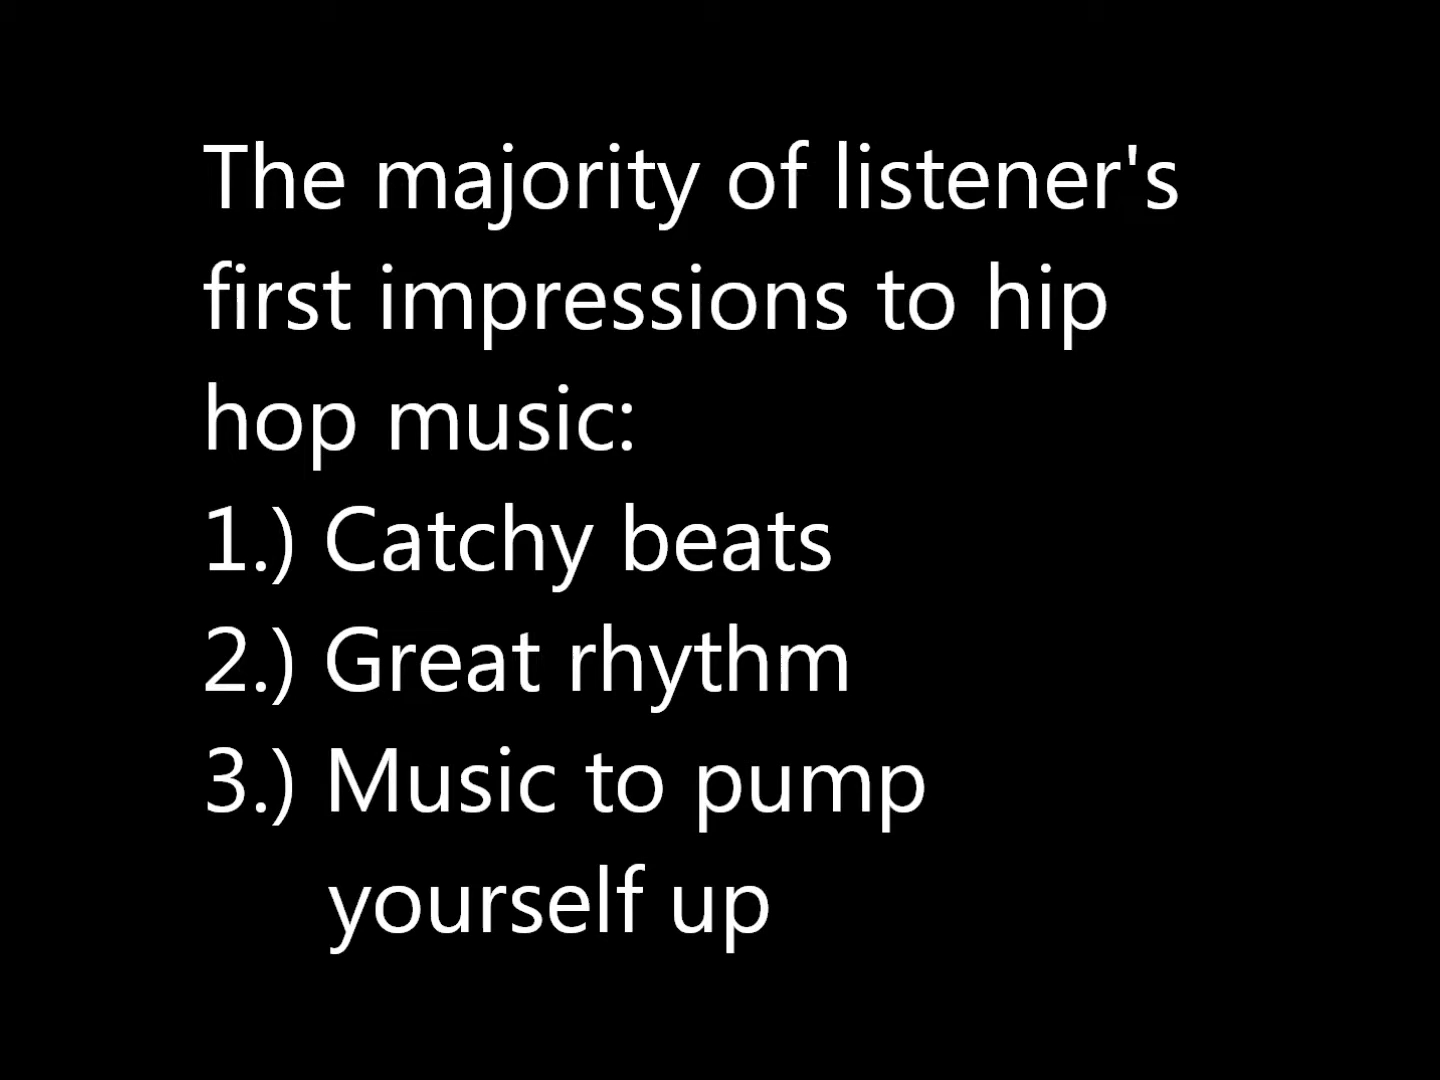 The majority of listener's
first impressions to hip
hop music:
1.) Catchy beats
2.) Great rhythm
3.) Music to pump
yourself up